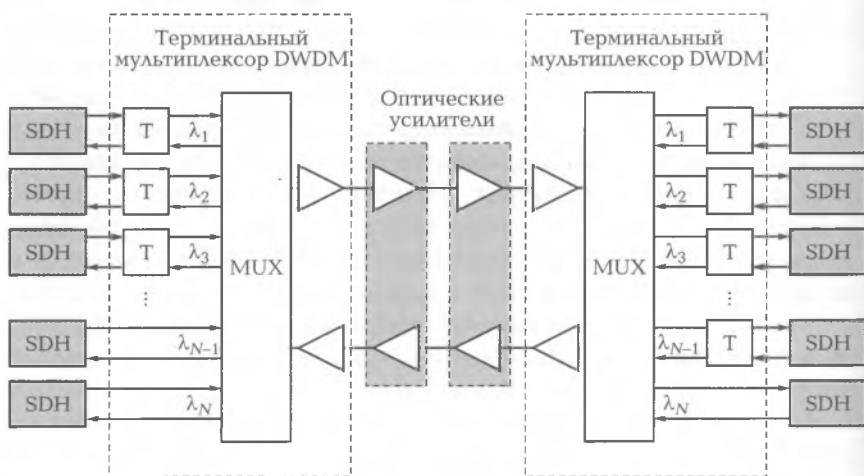 Терминальный
мультиплексор DWDM
Терминальный
мультиплексор DWDM
Оптические
усилители
SDH
T
λ1
SDH
T
λ2
SDH
T
λ3
⋮
SDH
λN−1
SDH
λN
MUX
MUX
λ1
T
SDH
λ2
T
SDH
λ3
T
SDH
⋮
λN−1
T
SDH
λN
SDH